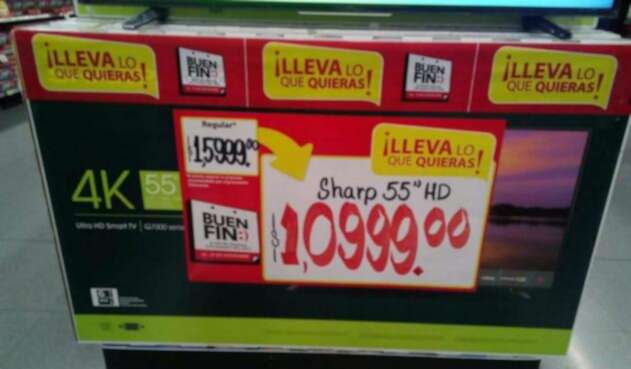 ¡LLEVA LO
QUE QUIERAS!
BUEN
FIN
¡LLEVA LO
QUE QUIERAS!
BUEN
FIN
¡LLEVA LO
QUE QUIERAS!
Regular*
$15999.00
¡LLEVA LO
QUE QUIERAS!
4K 55
Ultra HD Smart TV
Sharp 55" HD
$10999.00
BUEN
FIN